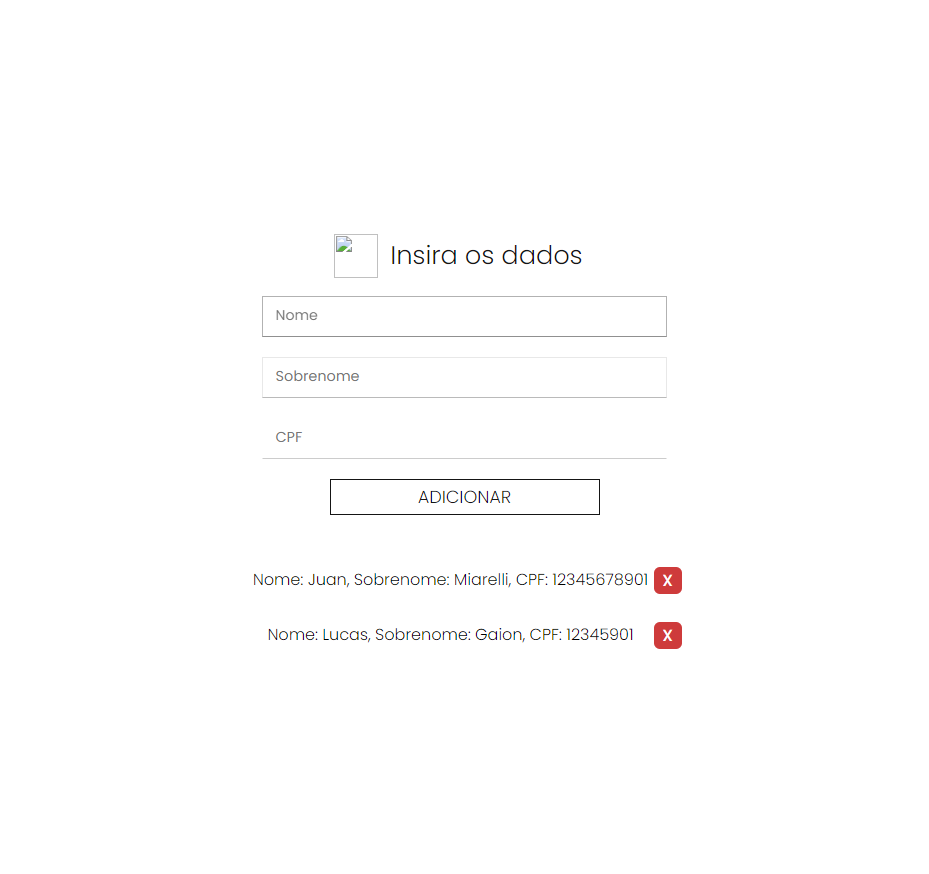 Insira os dados
Nome
Sobrenome
CPF
ADICIONAR
Nome: Juan, Sobrenome: Miarelli, CPF: 12345678901 X
Nome: Lucas, Sobrenome: Gaion, CPF: 12345901 X